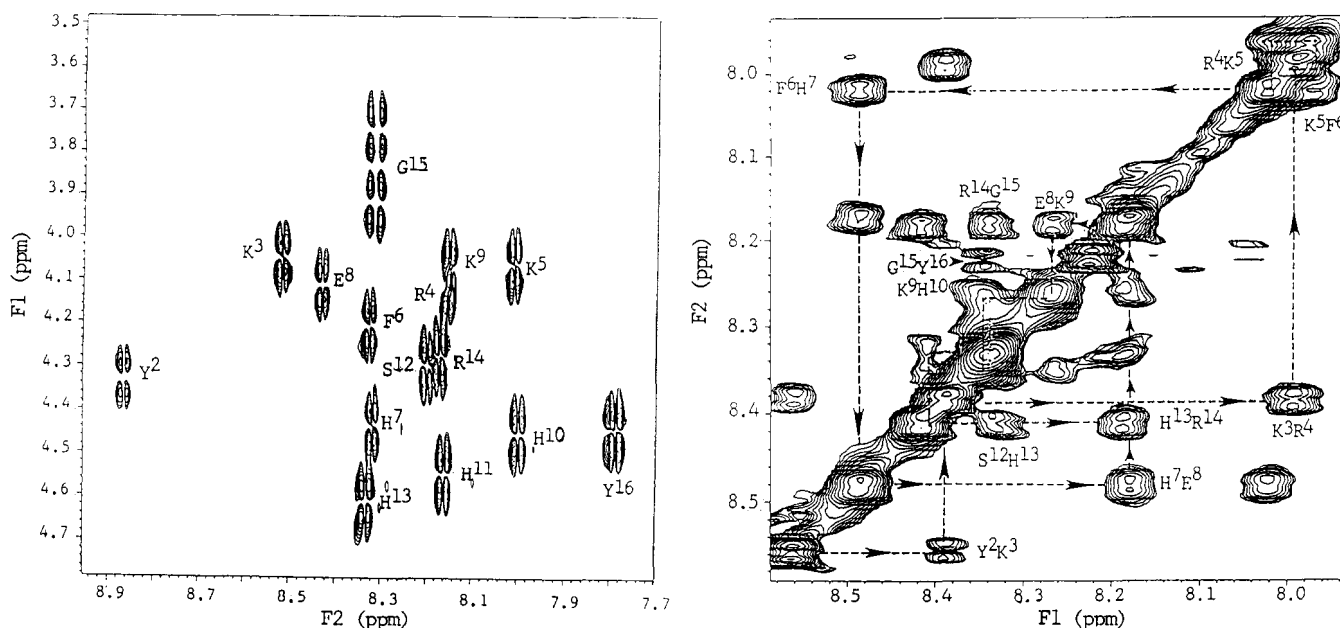 3.5
3.6
3.7
3.8
3.9
4.0
4.1
4.2
4.3
4.4
4.5
4.6
4.7
F1 (ppm)
G15
K3
E8
K9
K5
R4
F6
S12
R14
Y2
H7
H10
H11
H13
Y16
8.9 8.7 8.5 8.3 8.1 7.9 7.7
F2 (ppm)
8.0
8.1
8.2
8.3
8.4
8.5
F2 (ppm)
R4K5
F6H7
K5F6
R14G15
E8K9
G15Y16
K9H10
H13R14
K3R4
S12H13
H7E8
Y2K3
8.5 8.4 8.3 8.2 8.1 8.0
F1 (ppm)